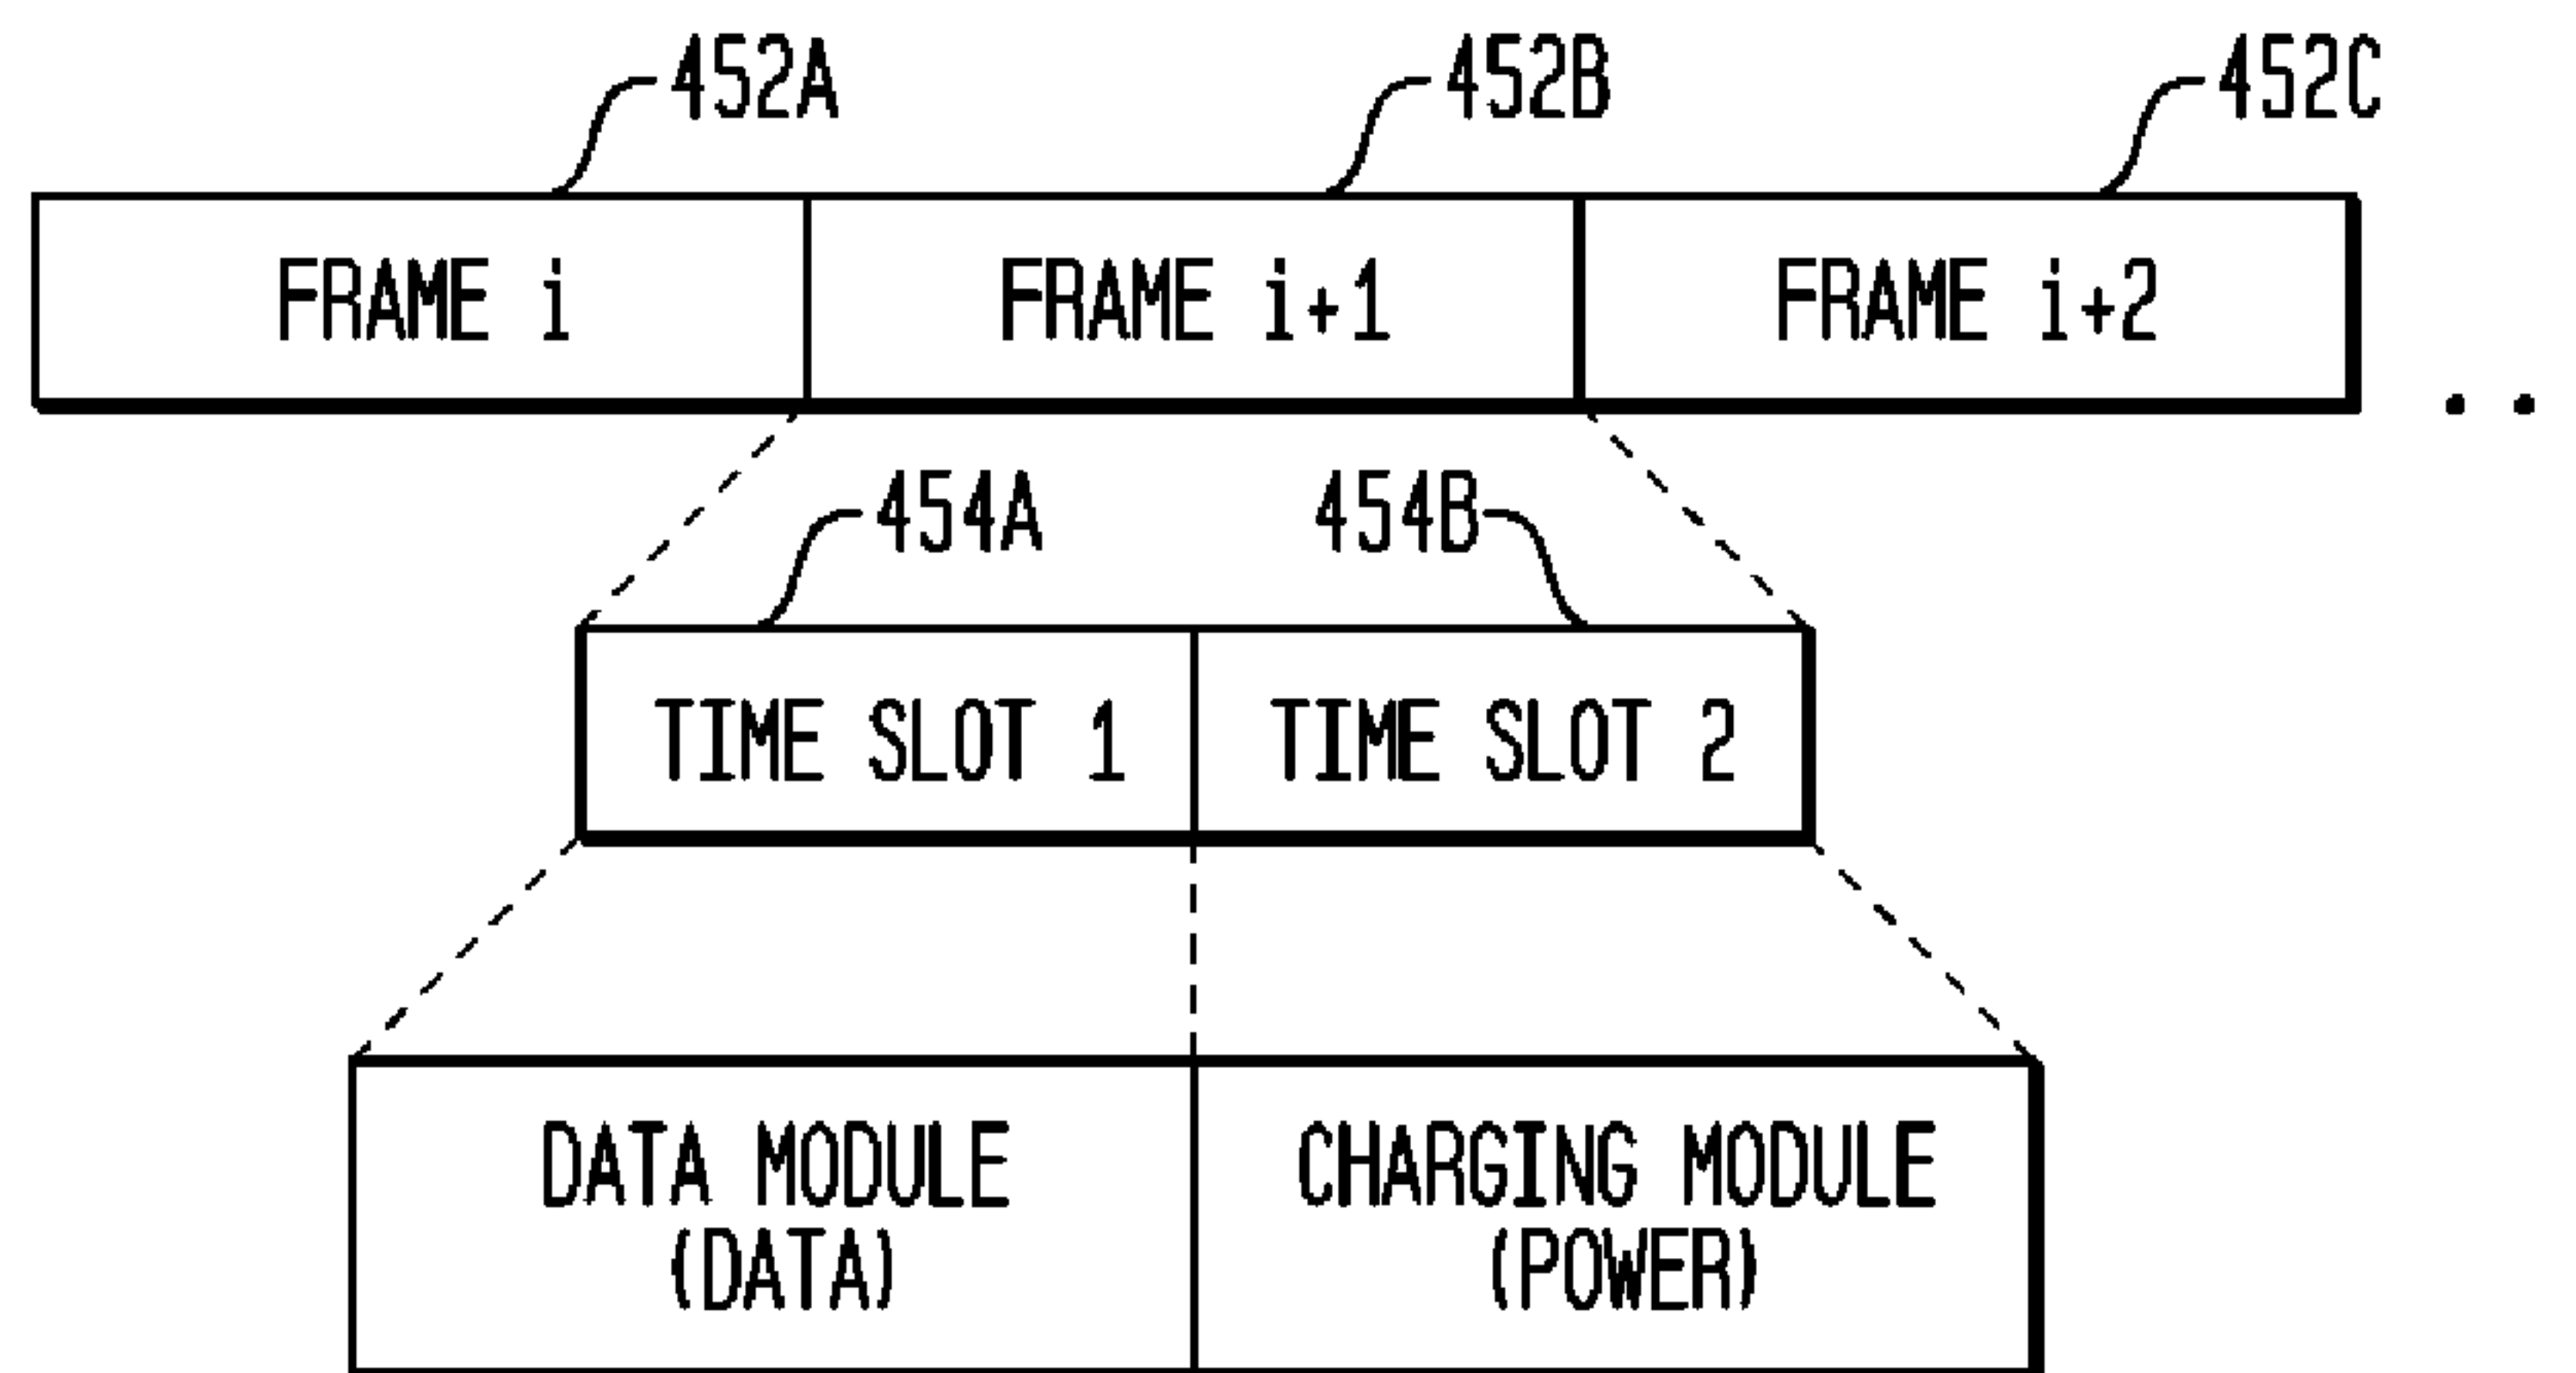 452A 452B 452C
FRAME i FRAME i+1 FRAME i+2 . .
454A 454B
TIME SLOT 1 TIME SLOT 2
DATA MODULE CHARGING MODULE
(DATA) (POWER)